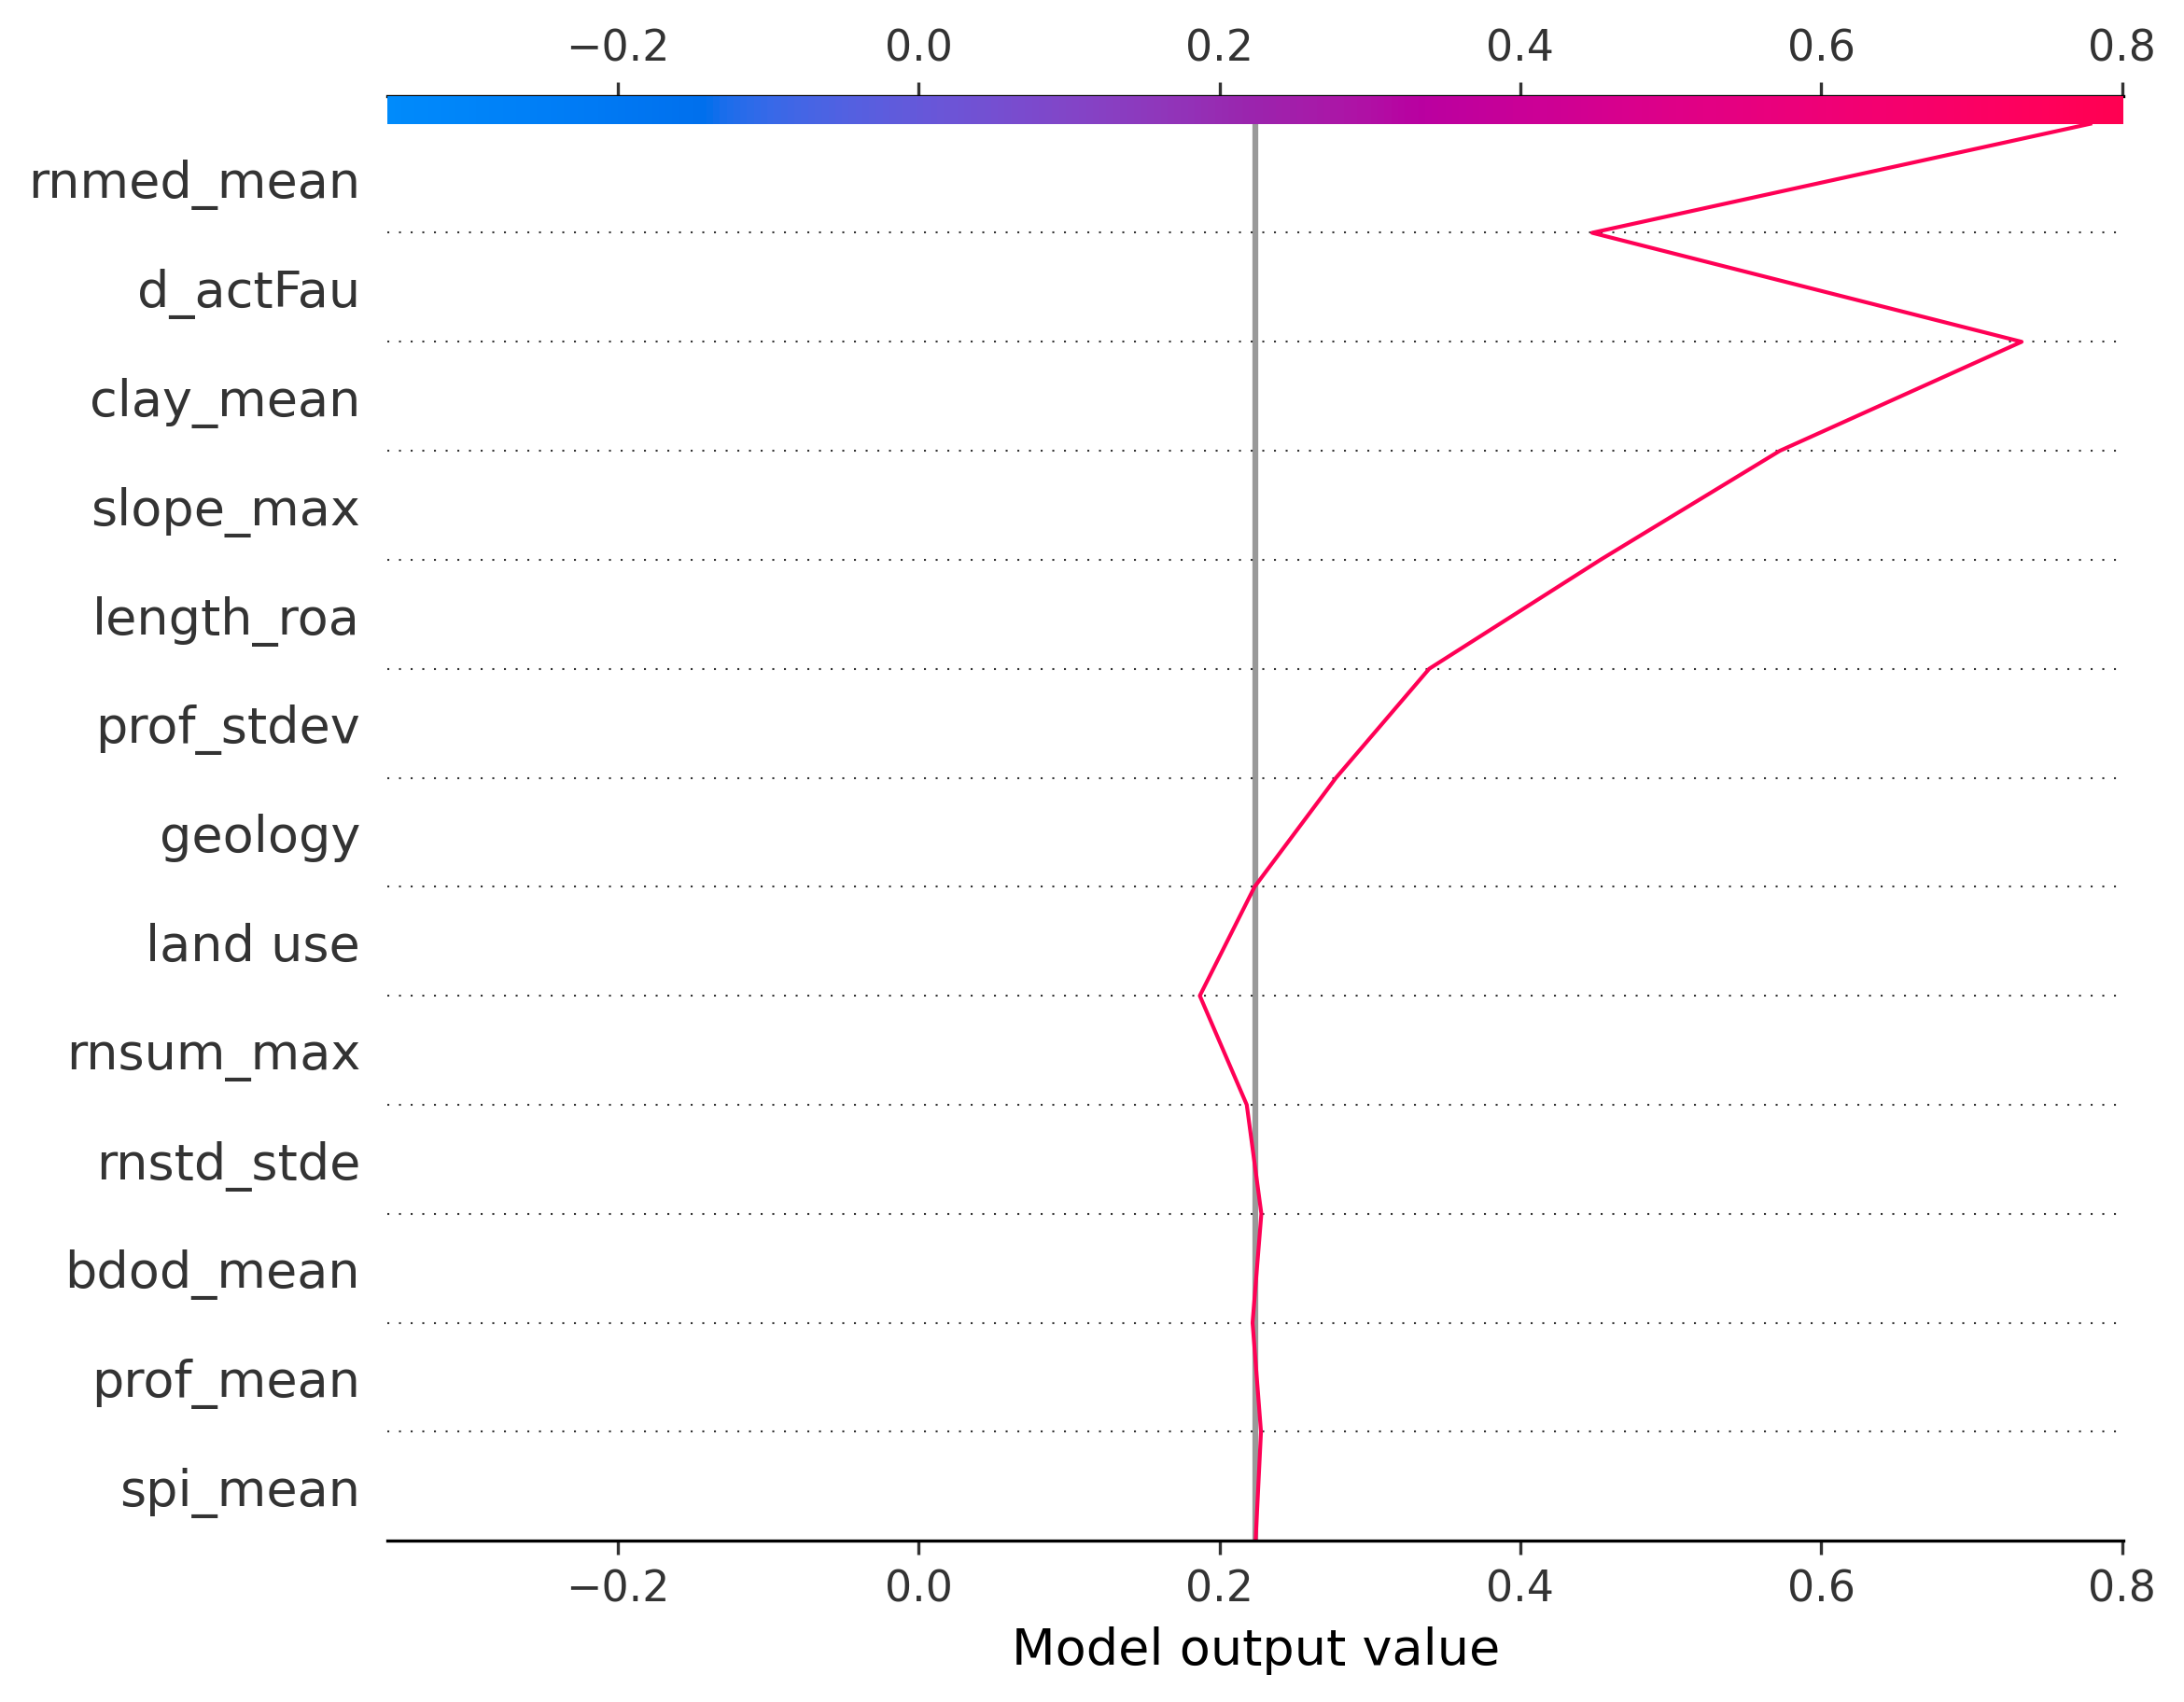 −0.2 0.0 0.2 0.4 0.6 0.8
rnmed_mean
d_actFau
clay_mean
slope_max
length_roa
prof_stdev
geology
land use
rnsum_max
rnstd_stde
bdod_mean
prof_mean
spi_mean
−0.2 0.0 0.2 0.4 0.6 0.8
Model output value